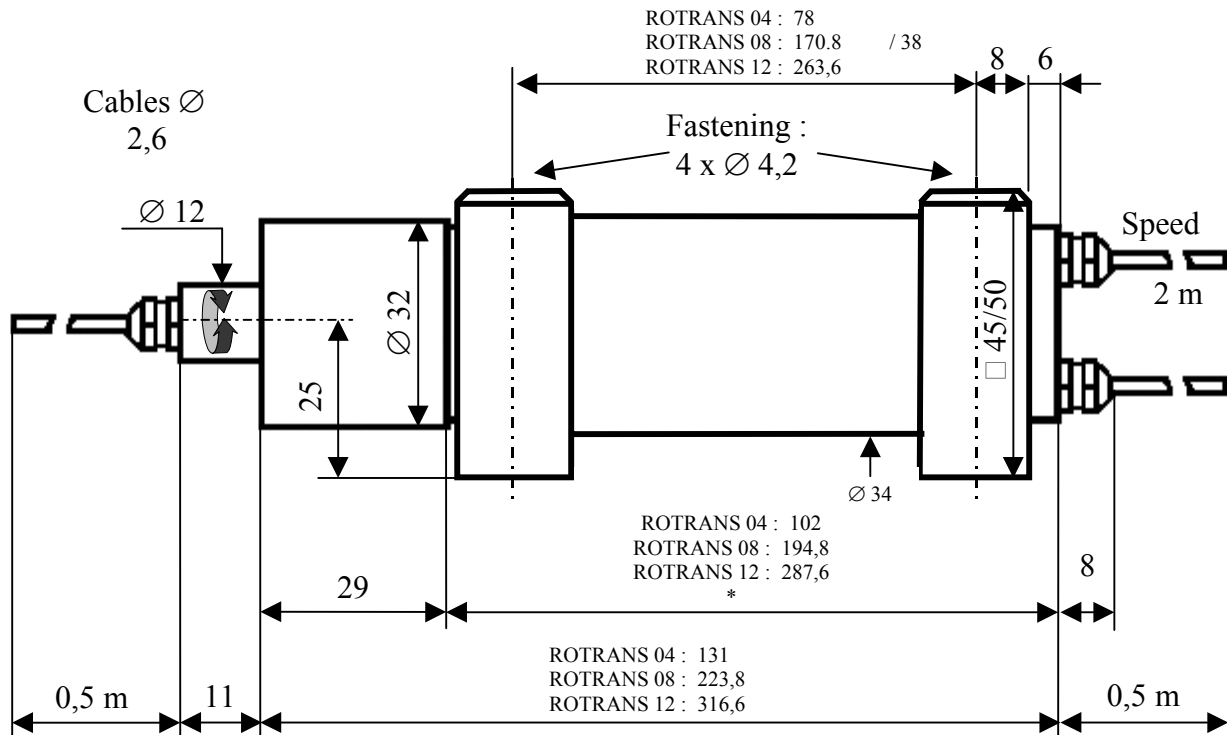 ROTRANS 04 : 78
ROTRANS 08 : 170.8 / 38
ROTRANS 12 : 263,6
8
6
Cables ∅
2,6
Fastening :
4 x ∅ 4,2
∅ 12
Speed
2 m
∅ 32
25
□ 45/50
∅ 34
ROTRANS 04 : 102
ROTRANS 08 : 194,8
ROTRANS 12 : 287,6
*
29
8
ROTRANS 04 : 131
ROTRANS 08 : 223,8
ROTRANS 12 : 316,6
0,5 m
11
0,5 m